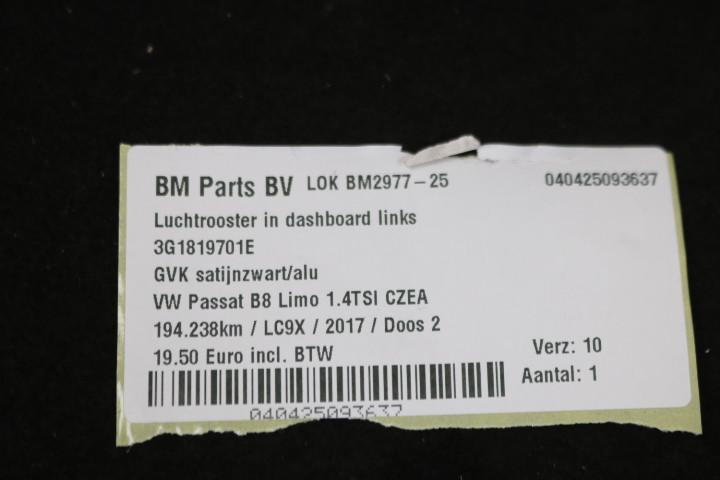 BM Parts BV LOK BM2977-25 040425093637
Luchtrooster in dashboard links
3G1819701E
GVK satijnzwart/alu
VW Passat B8 Limo 1.4TSI CZEA
194.238km / LC9X / 2017 / Doos 2
19.50 Euro incl. BTW Verz: 10
Aantal: 1
040425093637